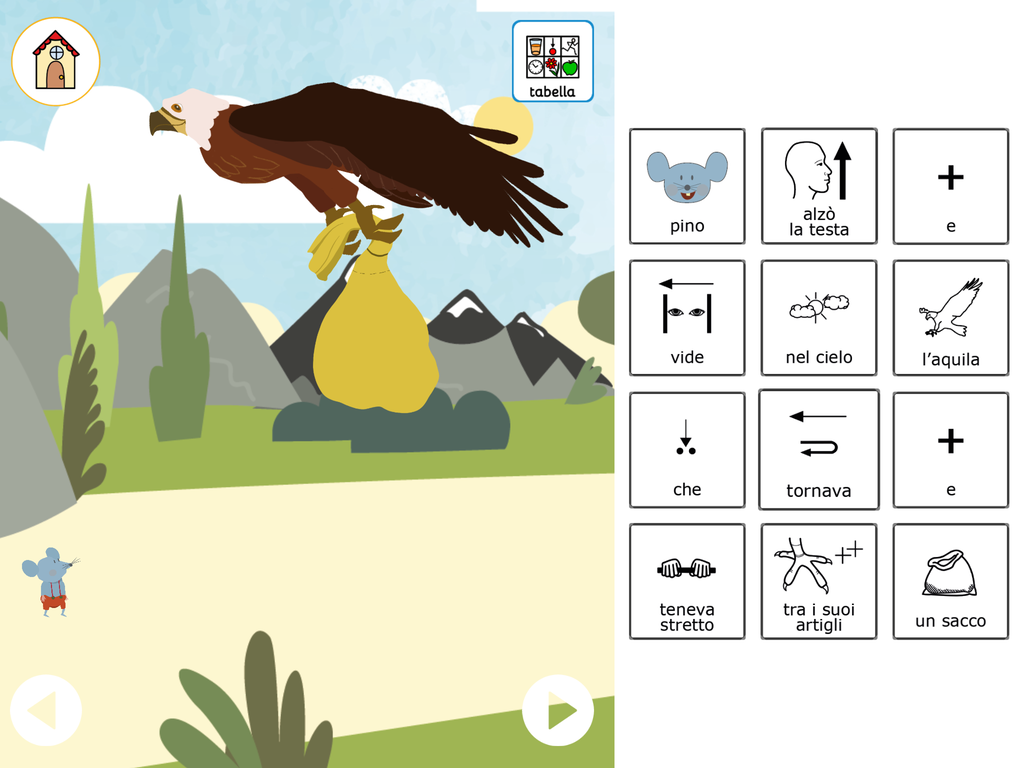 tabella
pino
alzò
la testa
e
vide
nel cielo
l'aquila
che
tornava
e
teneva
stretto
tra i suoi
artigli
un sacco